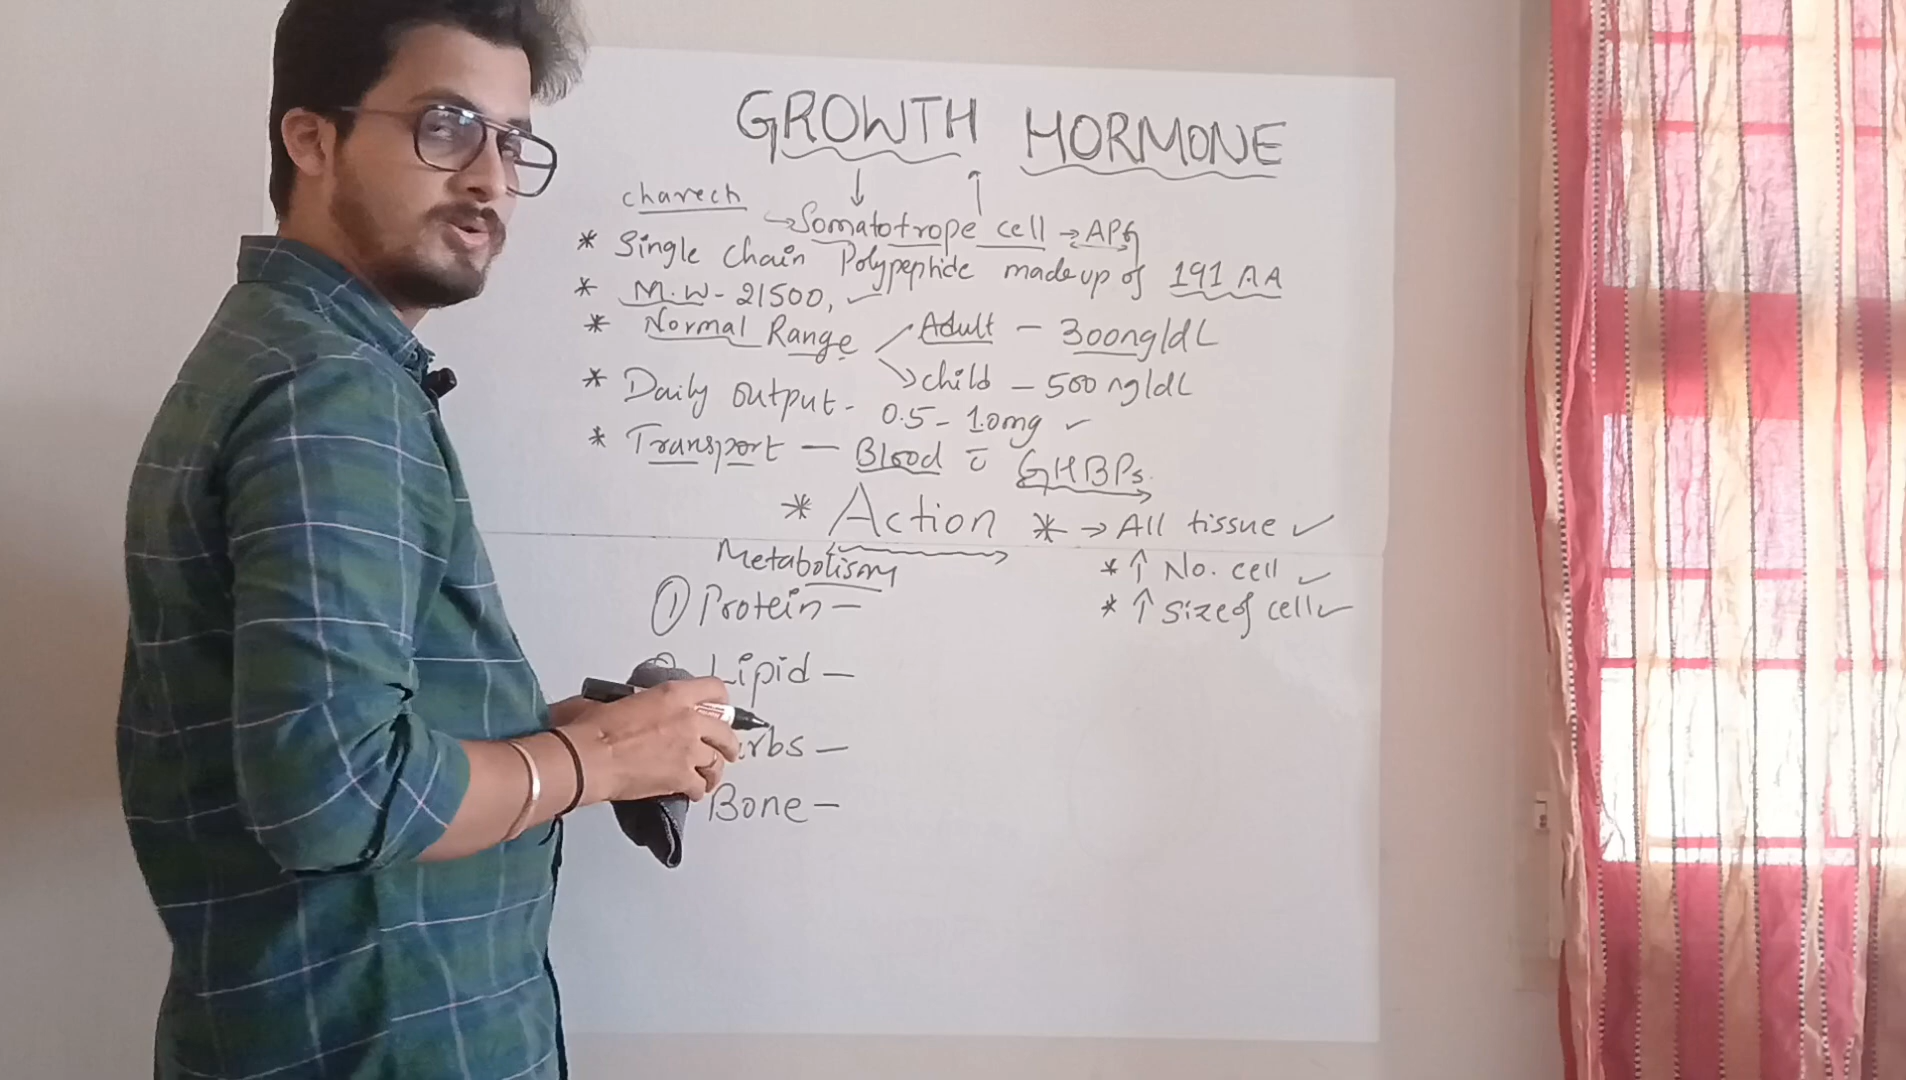 GROWTH HORMONE
↓ ↑
charech
→ Somatotrope cell → APG
* Single Chain Polypeptide made up of 191 AA
* M.W - 21500, ✓
* Normal Range
Adult - 300ng/dL
→ child - 500 ng/dL
* Daily output - 0.5 - 1.0mg ✓
* Transport - Blood c̄ GHBPs.
* Action * → All tissue ✓
* ↑ No. cell ✓
* ↑ Size of cell ✓
Metabolism
① Protein -
Lipid -
rbs -
Bone -